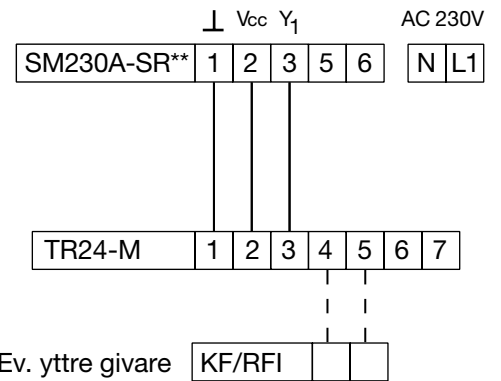 ⊥ Vcc Y1 AC 230V
SM230A-SR** 1 2 3 5 6 N L1
TR24-M 1 2 3 4 5 6 7
Ev. yttre givare KF/RFI